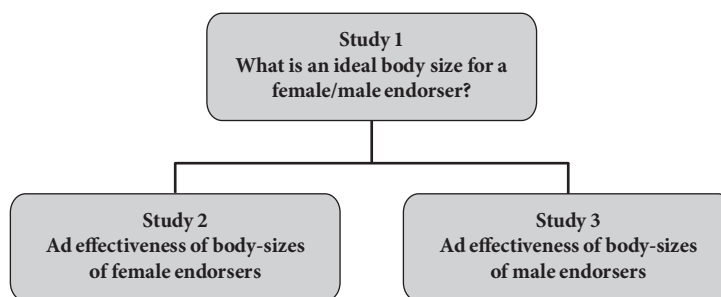 Study 1
What is an ideal body size for a
female/male endorser?
Study 2
Ad effectiveness of body-sizes
of female endorsers
Study 3
Ad effectiveness of body-sizes
of male endorsers